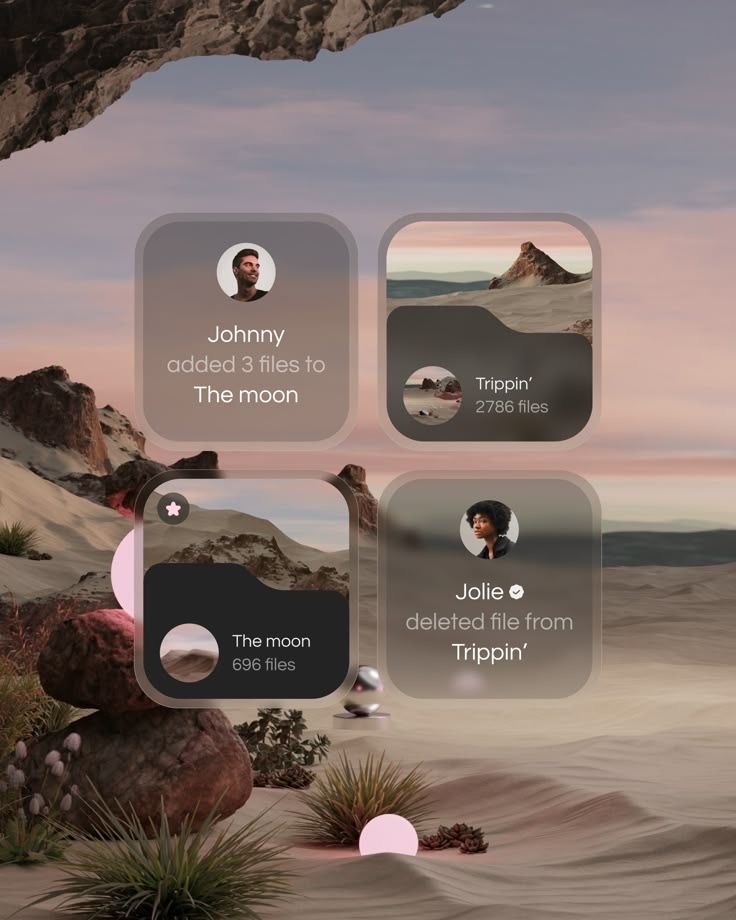 Johnny
added 3 files to
The moon
Trippin’
2786 files
The moon
696 files
Jolie
deleted file from
Trippin’